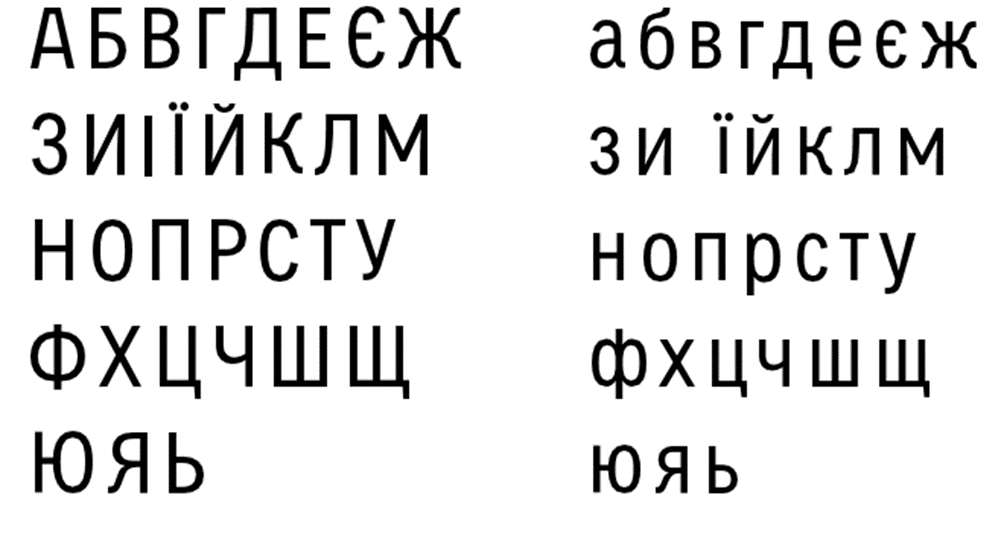 АБВГДЕЄЖ абвгдеєж
ЗИІЇЙКЛМ зи їйклм
НОПРСТУ нопрсту
ФХЦЧШЩ фхцчшщ
ЮЯЬ юяь